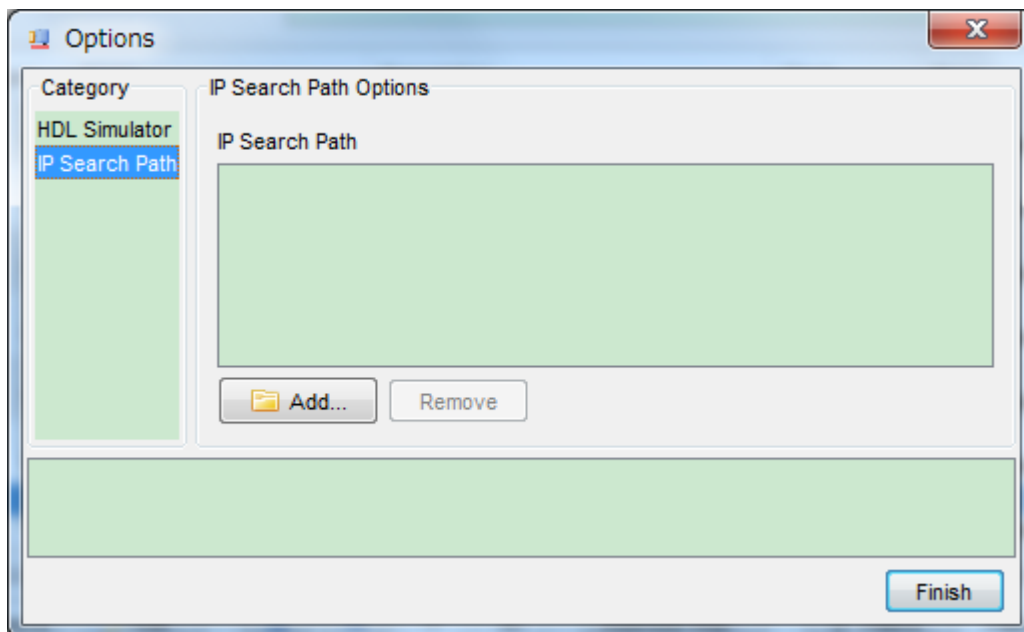 Options
Category
HDL Simulator
IP Search Path
IP Search Path Options
IP Search Path
Add...
Remove
Finish